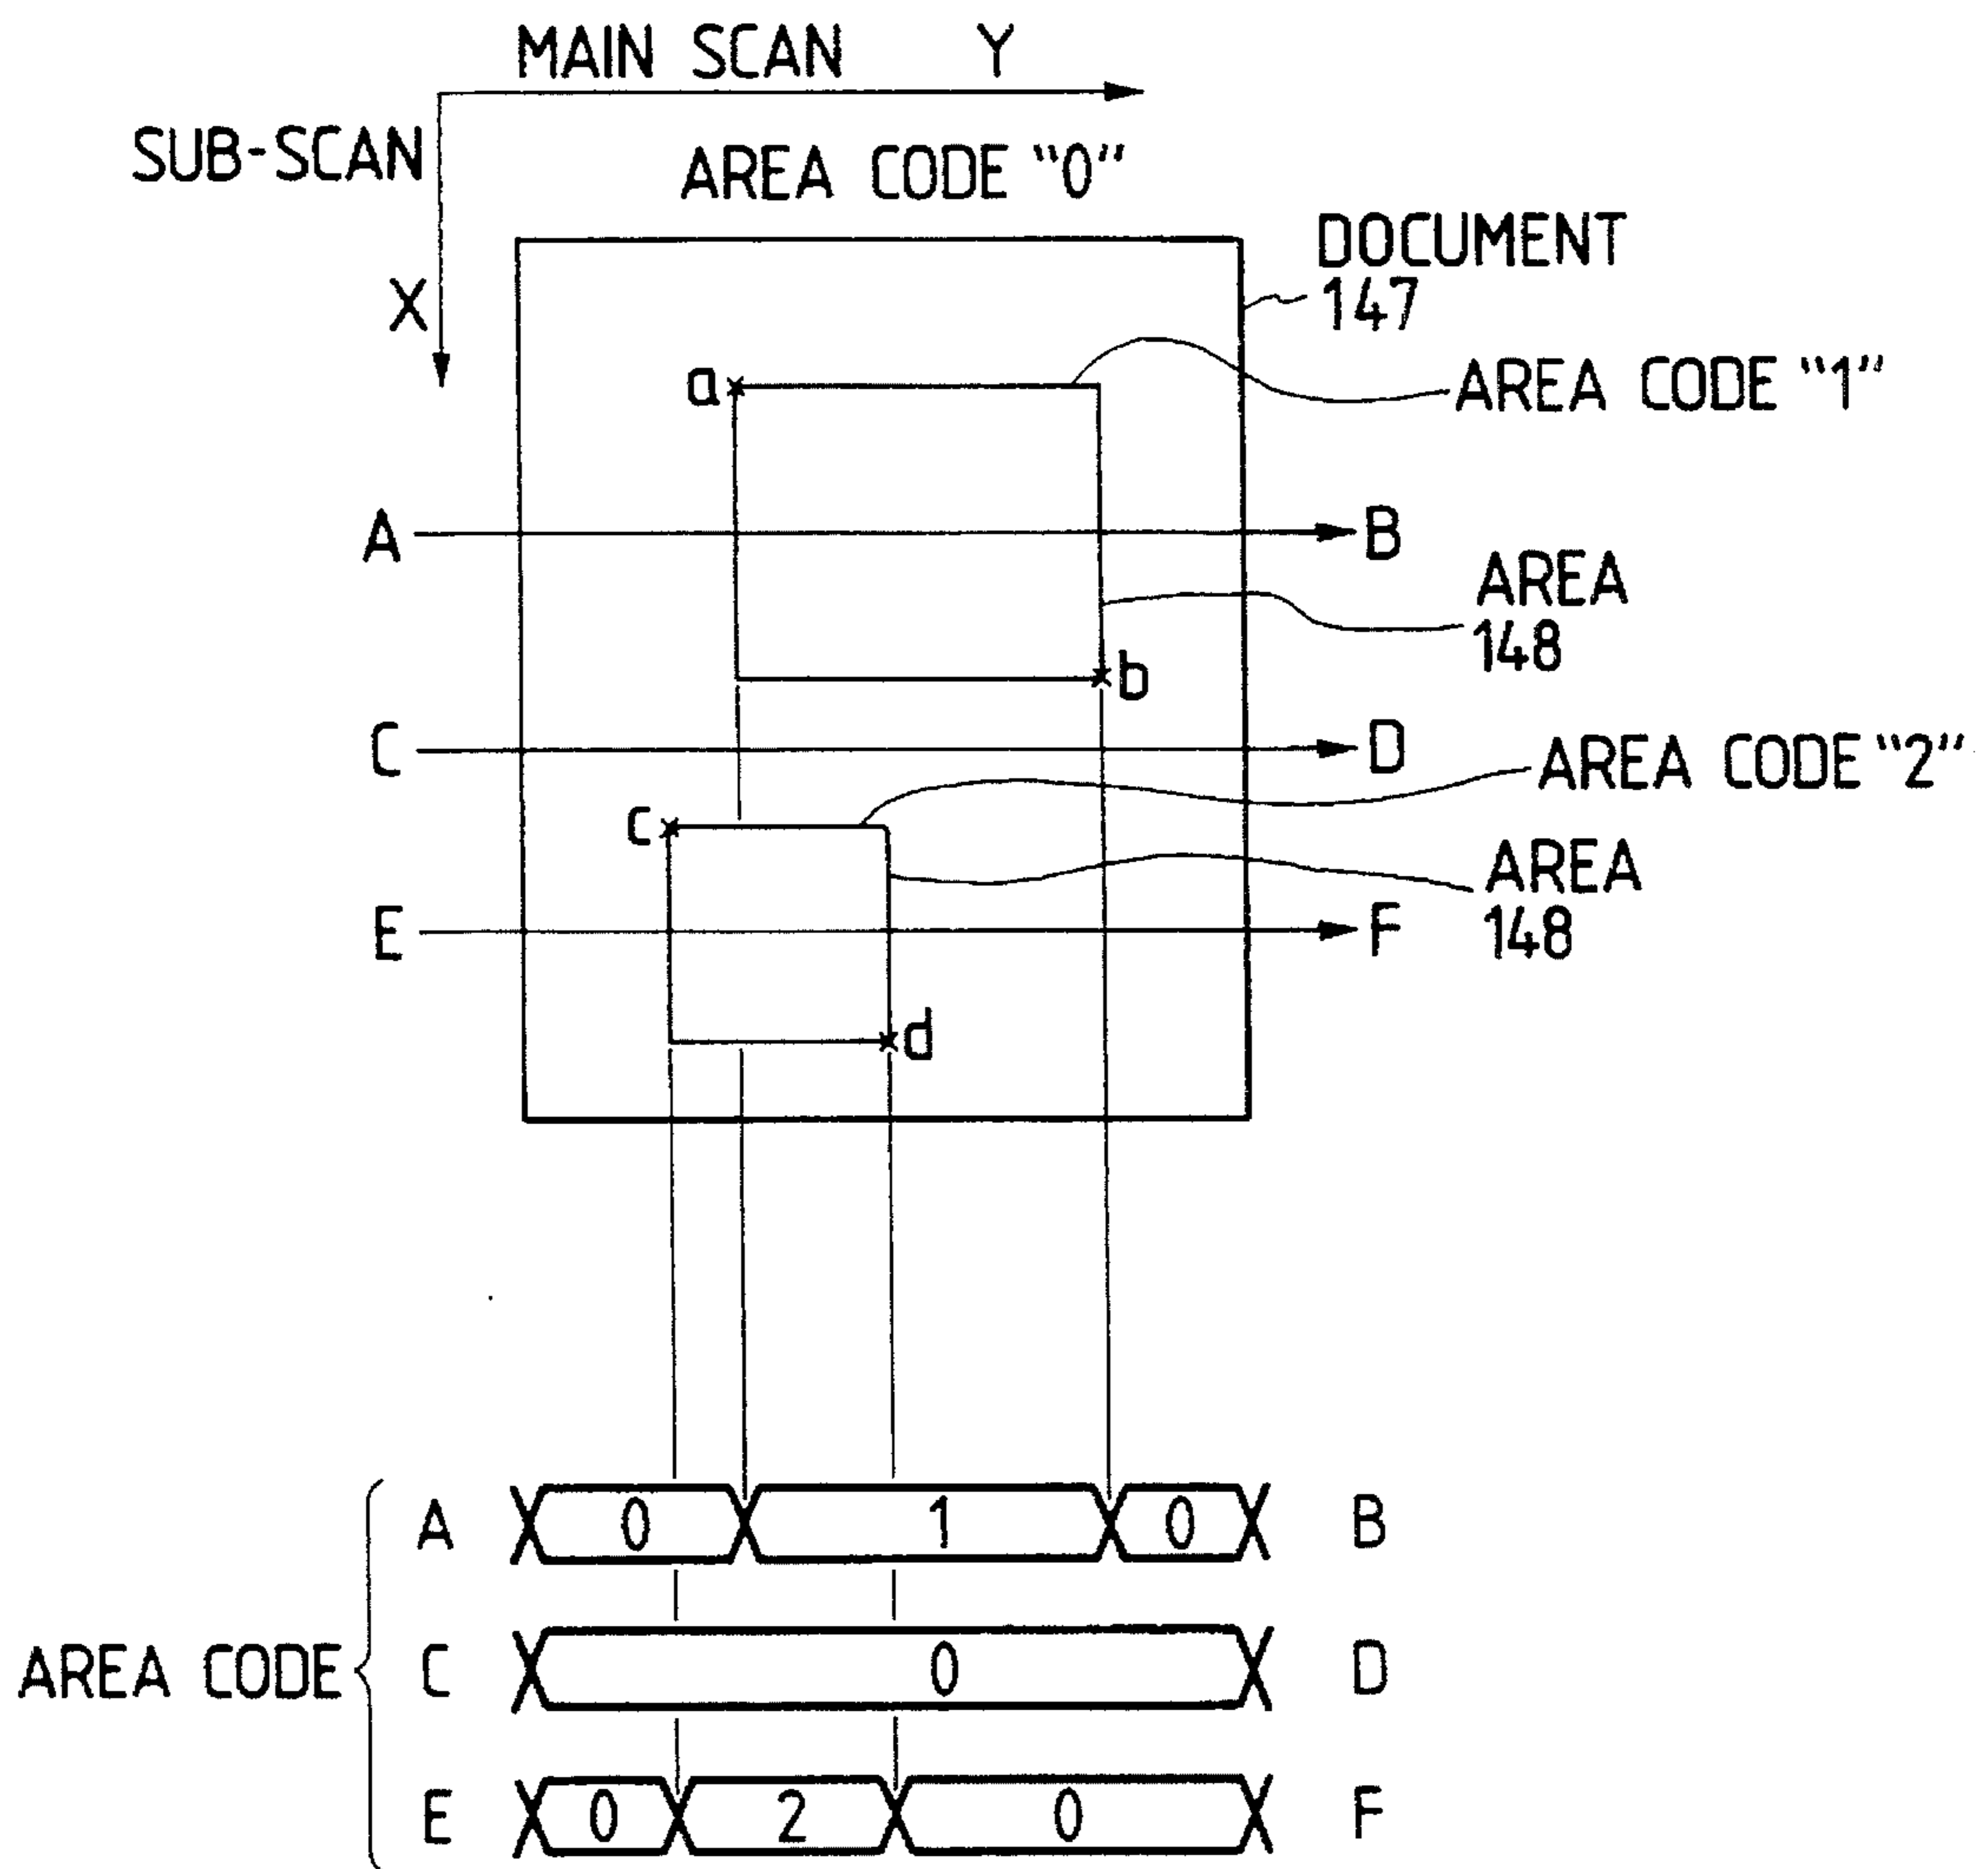 MAIN SCAN Y
SUB-SCAN
AREA CODE "0"
DOCUMENT
147
X
a
AREA CODE "1"
A
B
AREA
148
b
C
D
AREA CODE "2"
c
AREA
148
E
F
d
A 0 1 0 B
AREA CODE
C 0 D
E 0 2 0 F